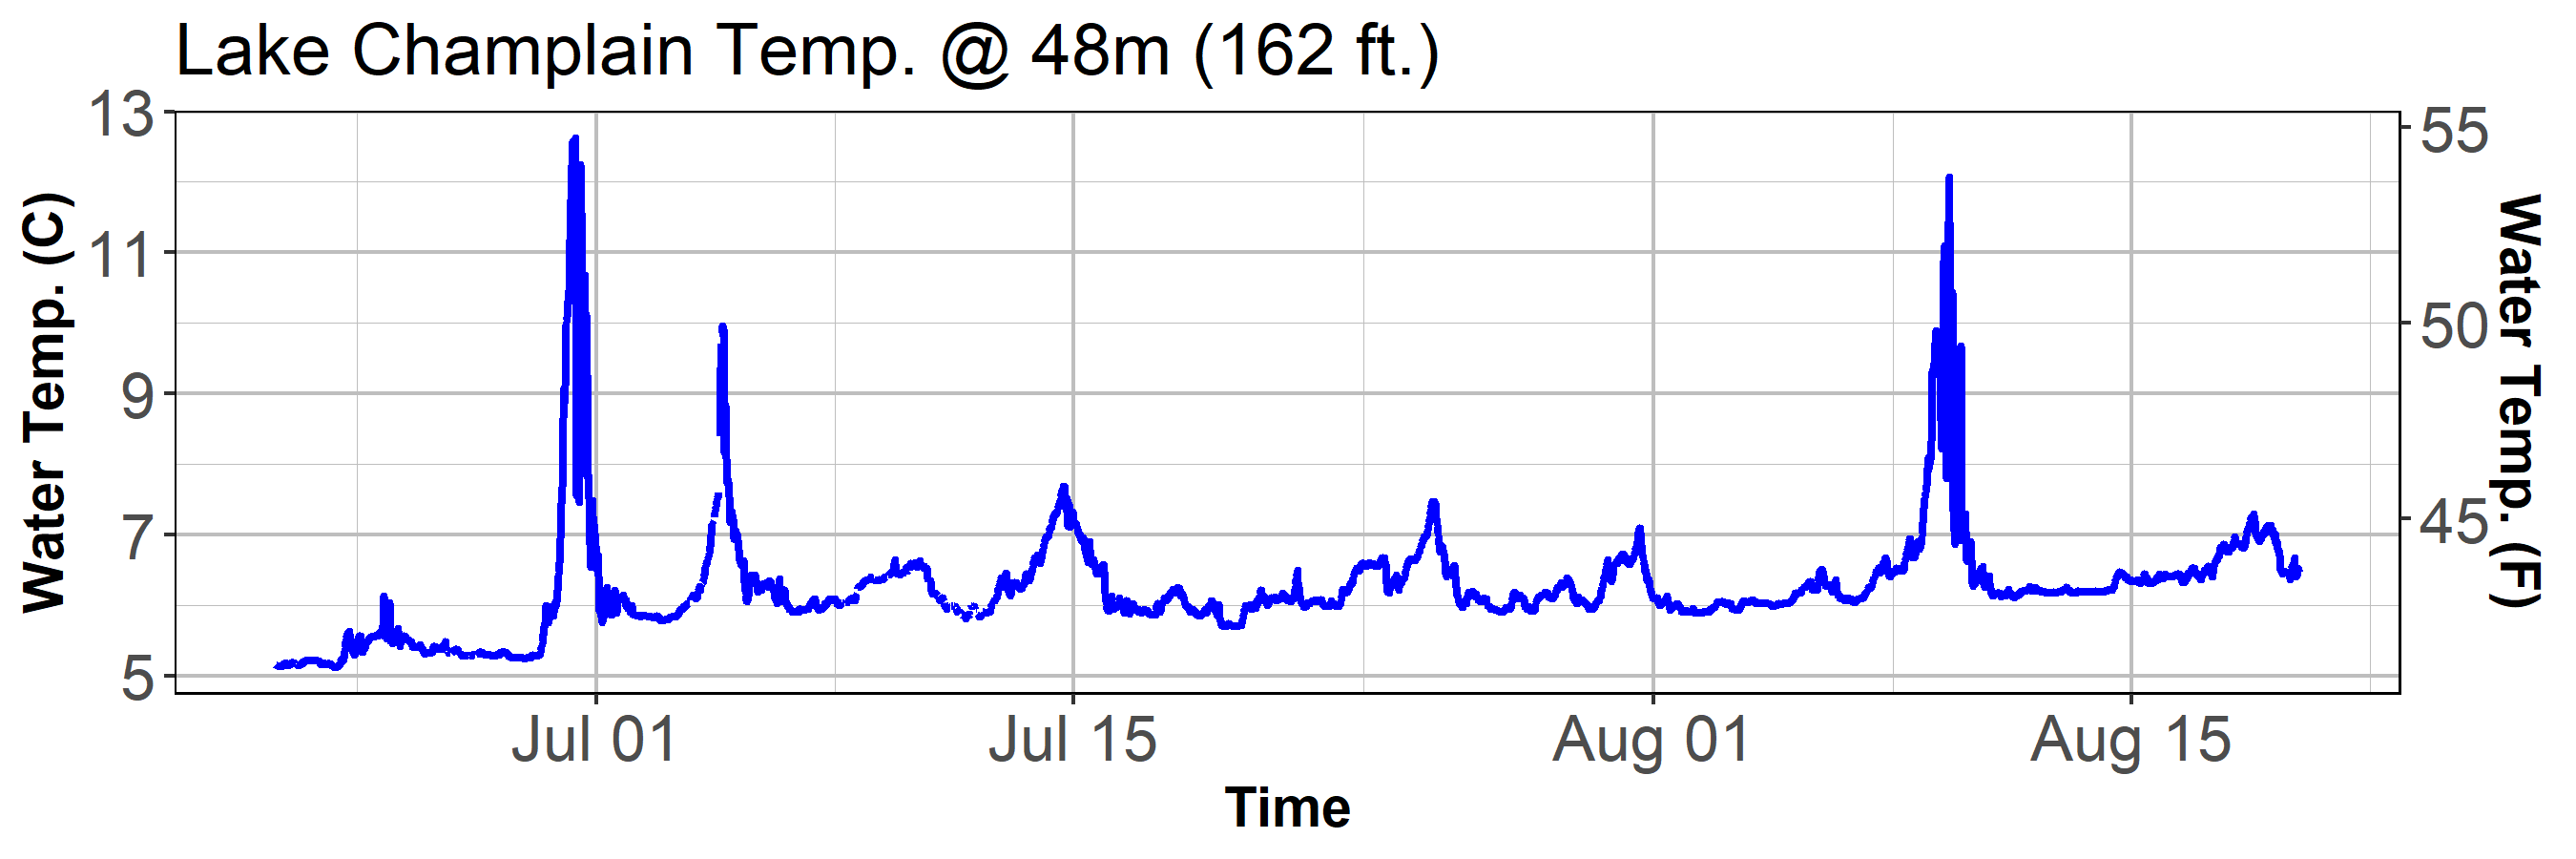 Lake Champlain Temp. @ 48m (162 ft.)
Water Temp. (C)
13
11
9
7
5
55
50
45
Water Temp. (F)
Jul 01
Jul 15
Aug 01
Aug 15
Time